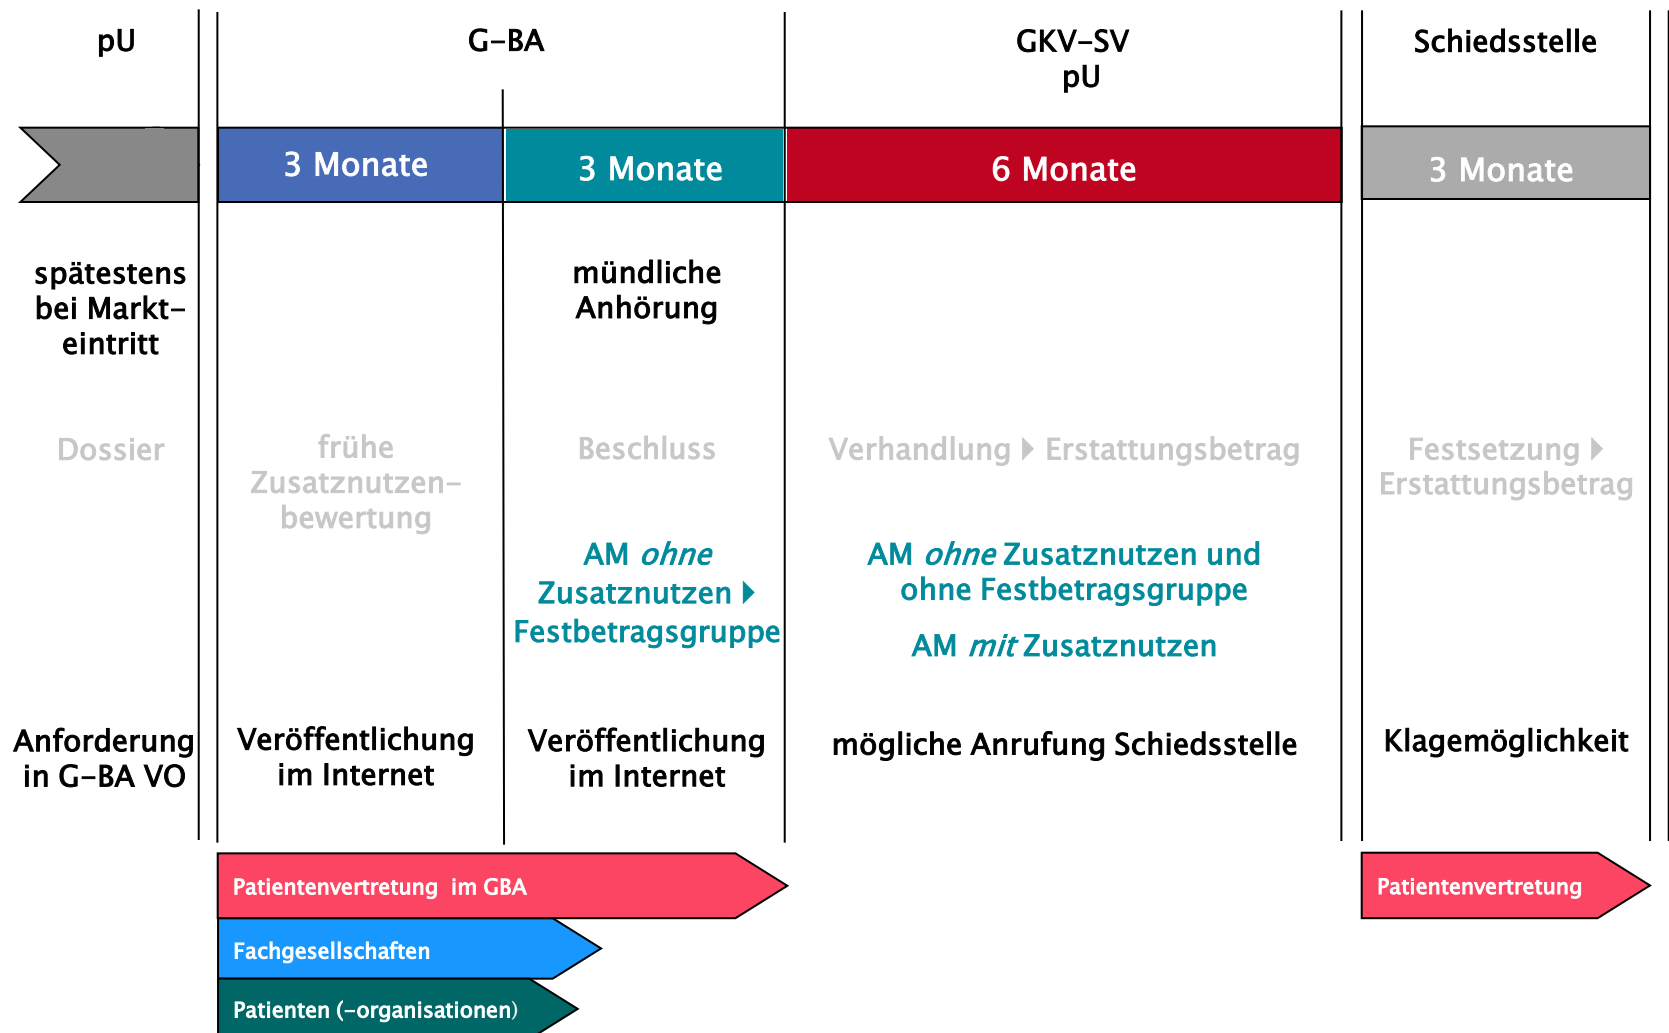 pU
G-BA
GKV-SV
pU
Schiedsstelle
3 Monate
3 Monate
6 Monate
3 Monate
spätestens
bei Markt-
eintritt
mündliche
Anhörung
Dossier
frühe
Zusatznutzen-
bewertung
Beschluss
Verhandlung ▶ Erstattungsbetrag
Festsetzung ▶
Erstattungsbetrag
AM ohne
Zusatznutzen ▶
Festbetragsgruppe
AM ohne Zusatznutzen und
ohne Festbetragsgruppe
AM mit Zusatznutzen
Anforderung
in G-BA VO
Veröffentlichung
im Internet
Veröffentlichung
im Internet
mögliche Anrufung Schiedsstelle
Klagemöglichkeit
Patientenvertretung im GBA
Patientenvertretung
Fachgesellschaften
Patienten (-organisationen)